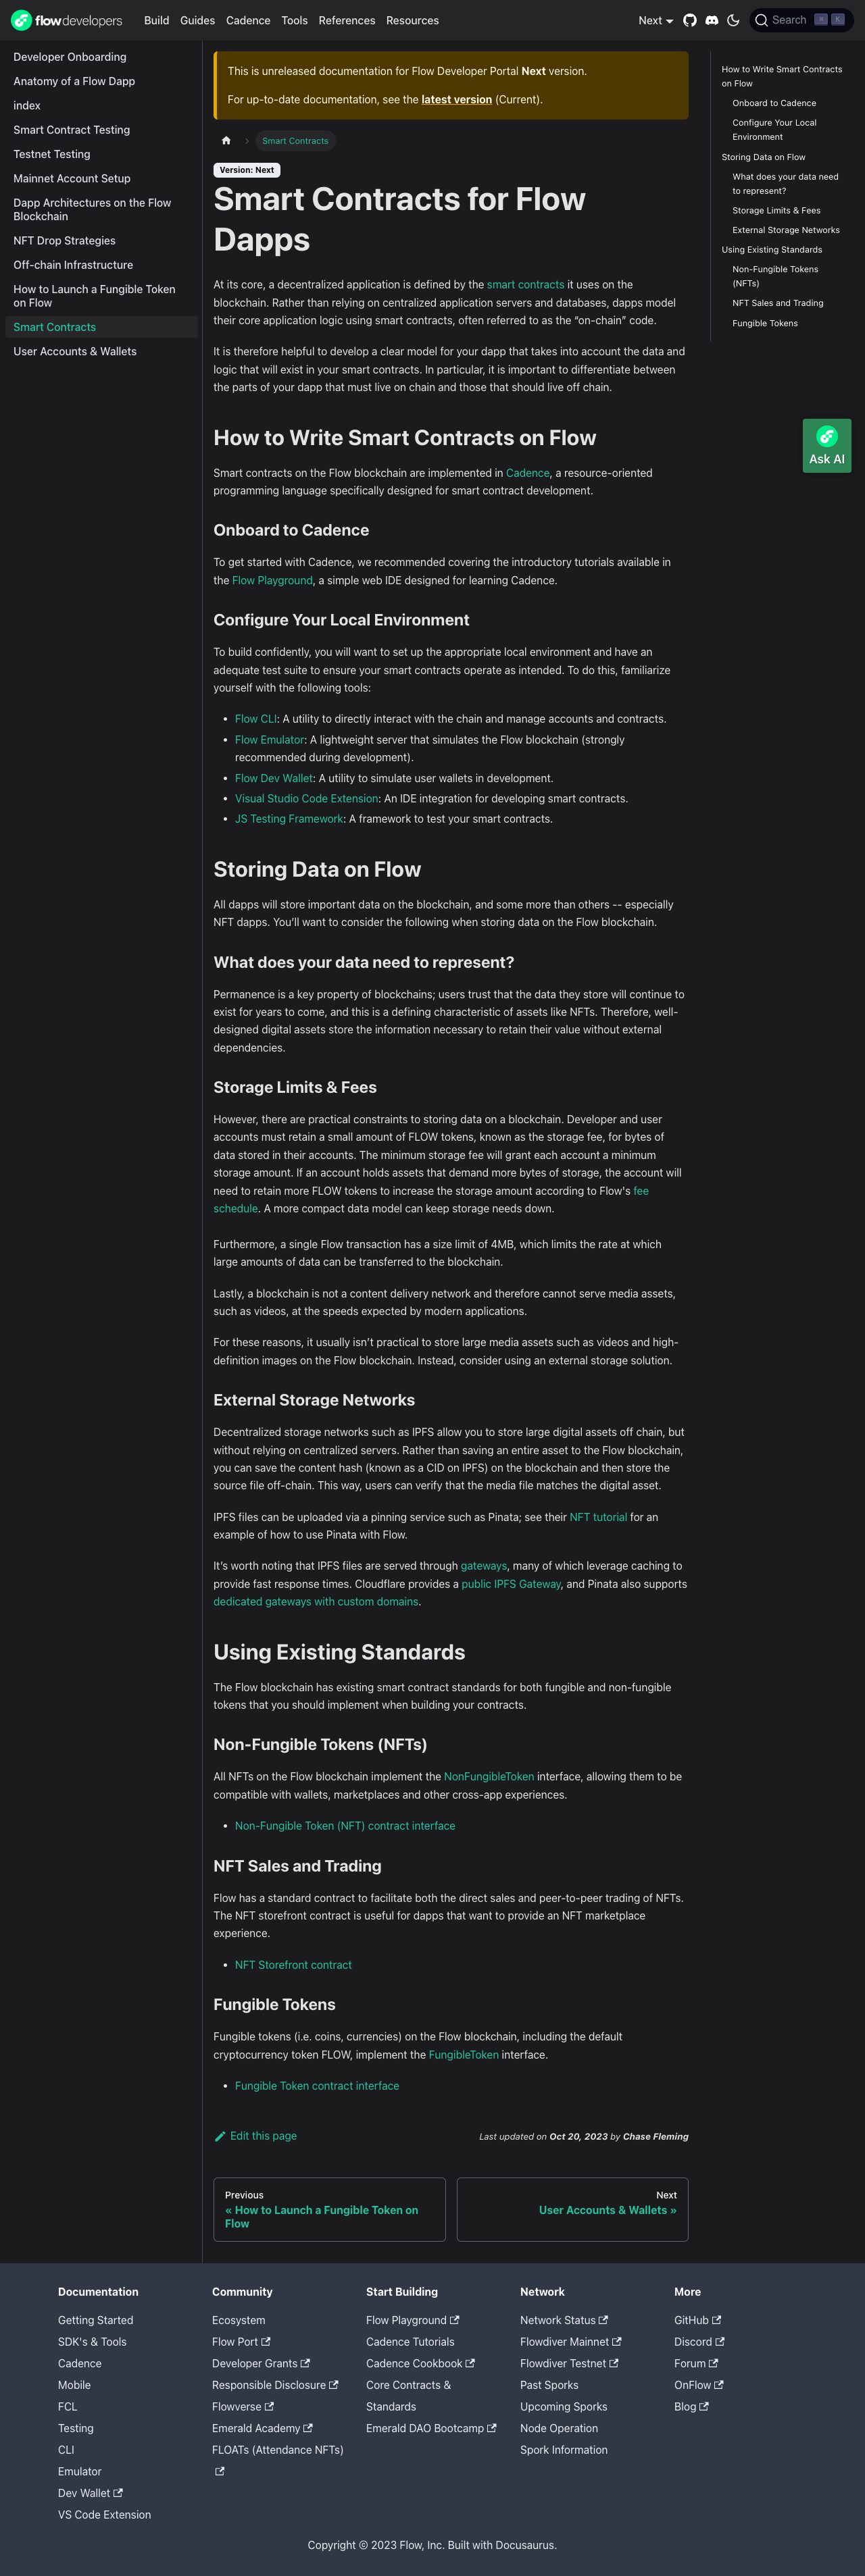 flowdevelopers Build Guides Cadence Tools References Resources Next Search ⌘ K
Developer Onboarding
Anatomy of a Flow Dapp
index
Smart Contract Testing
Testnet Testing
Mainnet Account Setup
Dapp Architectures on the Flow
Blockchain
NFT Drop Strategies
Off-chain Infrastructure
How to Launch a Fungible Token
on Flow
Smart Contracts
User Accounts & Wallets
This is unreleased documentation for Flow Developer Portal Next version.
For up-to-date documentation, see the latest version (Current).
Smart Contracts
Version: Next
Smart Contracts for Flow
Dapps
At its core, a decentralized application is defined by the smart contracts it uses on the
blockchain. Rather than relying on centralized application servers and databases, dapps model
their core application logic using smart contracts, often referred to as the “on-chain” code.
It is therefore helpful to develop a clear model for your dapp that takes into account the data and
logic that will exist in your smart contracts. In particular, it is important to differentiate between
the parts of your dapp that must live on chain and those that should live off chain.
How to Write Smart Contracts on Flow
Smart contracts on the Flow blockchain are implemented in Cadence, a resource-oriented
programming language specifically designed for smart contract development.
Onboard to Cadence
To get started with Cadence, we recommended covering the introductory tutorials available in
the Flow Playground, a simple web IDE designed for learning Cadence.
Configure Your Local Environment
To build confidently, you will want to set up the appropriate local environment and have an
adequate test suite to ensure your smart contracts operate as intended. To do this, familiarize
yourself with the following tools:
• Flow CLI: A utility to directly interact with the chain and manage accounts and contracts.
• Flow Emulator: A lightweight server that simulates the Flow blockchain (strongly
recommended during development).
• Flow Dev Wallet: A utility to simulate user wallets in development.
• Visual Studio Code Extension: An IDE integration for developing smart contracts.
• JS Testing Framework: A framework to test your smart contracts.
Storing Data on Flow
All dapps will store important data on the blockchain, and some more than others -- especially
NFT dapps. You’ll want to consider the following when storing data on the Flow blockchain.
What does your data need to represent?
Permanence is a key property of blockchains; users trust that the data they store will continue to
exist for years to come, and this is a defining characteristic of assets like NFTs. Therefore, well-
designed digital assets store the information necessary to retain their value without external
dependencies.
Storage Limits & Fees
However, there are practical constraints to storing data on a blockchain. Developer and user
accounts must retain a small amount of FLOW tokens, known as the storage fee, for bytes of
data stored in their accounts. The minimum storage fee will grant each account a minimum
storage amount. If an account holds assets that demand more bytes of storage, the account will
need to retain more FLOW tokens to increase the storage amount according to Flow's fee
schedule. A more compact data model can keep storage needs down.
Furthermore, a single Flow transaction has a size limit of 4MB, which limits the rate at which
large amounts of data can be transferred to the blockchain.
Lastly, a blockchain is not a content delivery network and therefore cannot serve media assets,
such as videos, at the speeds expected by modern applications.
For these reasons, it usually isn’t practical to store large media assets such as videos and high-
definition images on the Flow blockchain. Instead, consider using an external storage solution.
External Storage Networks
Decentralized storage networks such as IPFS allow you to store large digital assets off chain, but
without relying on centralized servers. Rather than saving an entire asset to the Flow blockchain,
you can save the content hash (known as a CID on IPFS) on the blockchain and then store the
source file off-chain. This way, users can verify that the media file matches the digital asset.
IPFS files can be uploaded via a pinning service such as Pinata; see their NFT tutorial for an
example of how to use Pinata with Flow.
It’s worth noting that IPFS files are served through gateways, many of which leverage caching to
provide fast response times. Cloudflare provides a public IPFS Gateway, and Pinata also supports
dedicated gateways with custom domains.
Using Existing Standards
The Flow blockchain has existing smart contract standards for both fungible and non-fungible
tokens that you should implement when building your contracts.
Non-Fungible Tokens (NFTs)
All NFTs on the Flow blockchain implement the NonFungibleToken interface, allowing them to be
compatible with wallets, marketplaces and other cross-app experiences.
• Non-Fungible Token (NFT) contract interface
NFT Sales and Trading
Flow has a standard contract to facilitate both the direct sales and peer-to-peer trading of NFTs.
The NFT storefront contract is useful for dapps that want to provide an NFT marketplace
experience.
• NFT Storefront contract
Fungible Tokens
Fungible tokens (i.e. coins, currencies) on the Flow blockchain, including the default
cryptocurrency token FLOW, implement the FungibleToken interface.
• Fungible Token contract interface
Edit this page
Last updated on Oct 20, 2023 by Chase Fleming
Previous
« How to Launch a Fungible Token on
Flow
Next
User Accounts & Wallets »
How to Write Smart Contracts
on Flow
Onboard to Cadence
Configure Your Local
Environment
Storing Data on Flow
What does your data need
to represent?
Storage Limits & Fees
External Storage Networks
Using Existing Standards
Non-Fungible Tokens
(NFTs)
NFT Sales and Trading
Fungible Tokens
Ask AI
Documentation
Getting Started
SDK's & Tools
Cadence
Mobile
FCL
Testing
CLI
Emulator
Dev Wallet
VS Code Extension
Community
Ecosystem
Flow Port
Developer Grants
Responsible Disclosure
Flowverse
Emerald Academy
FLOATs (Attendance NFTs)
Start Building
Flow Playground
Cadence Tutorials
Cadence Cookbook
Core Contracts &
Standards
Emerald DAO Bootcamp
Network
Network Status
Flowdiver Mainnet
Flowdiver Testnet
Past Sporks
Upcoming Sporks
Node Operation
Spork Information
More
GitHub
Discord
Forum
OnFlow
Blog
Copyright © 2023 Flow, Inc. Built with Docusaurus.